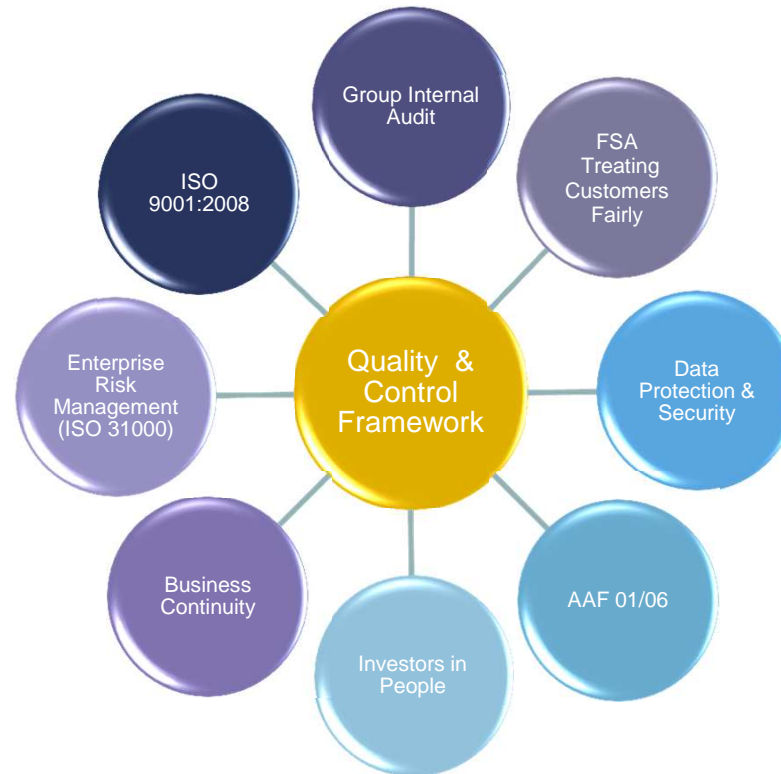 Group Internal
Audit
FSA
Treating
Customers
Fairly
ISO
9001:2008
Quality & 
Control
Framework
Data
Protection &
Security
Enterprise
Risk
Management
(ISO 31000)
Business
Continuity
AAF 01/06
Investors in
People